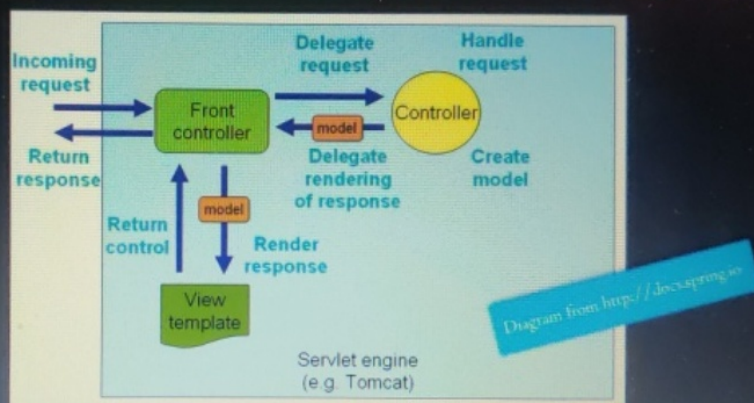 Incoming
request
Return
response
Front
controller
Delegate
request
Handle
request
Controller
model
Delegate
rendering
of response
Create
model
Return
control
model
Render
response
View
template
Servlet engine
(e.g. Tomcat)
Diagram from http://docs.spring.io